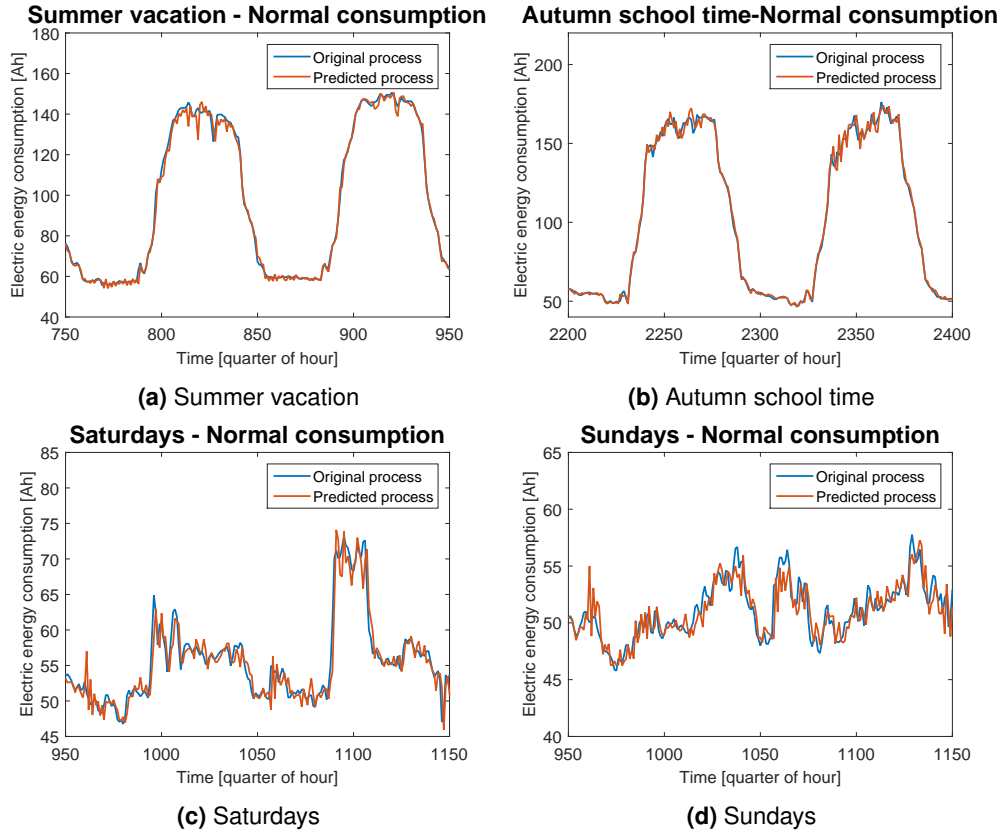 Summer vacation - Normal consumption
180
160
140
120
100
80
60
40
Electric energy consumption [Ah]
Original process
Predicted process
750 800 850 900 950
Time [quarter of hour]
(a) Summer vacation
Autumn school time-Normal consumption
200
150
100
50
Electric energy consumption [Ah]
Original process
Predicted process
2200 2250 2300 2350 2400
Time [quarter of hour]
(b) Autumn school time
Saturdays - Normal consumption
85
80
75
70
65
60
55
50
45
Electric energy consumption [Ah]
Original process
Predicted process
950 1000 1050 1100 1150
Time [quarter of hour]
(c) Saturdays
Sundays - Normal consumption
65
60
55
50
45
40
Electric energy consumption [Ah]
Original process
Predicted process
950 1000 1050 1100 1150
Time [quarter of hour]
(d) Sundays